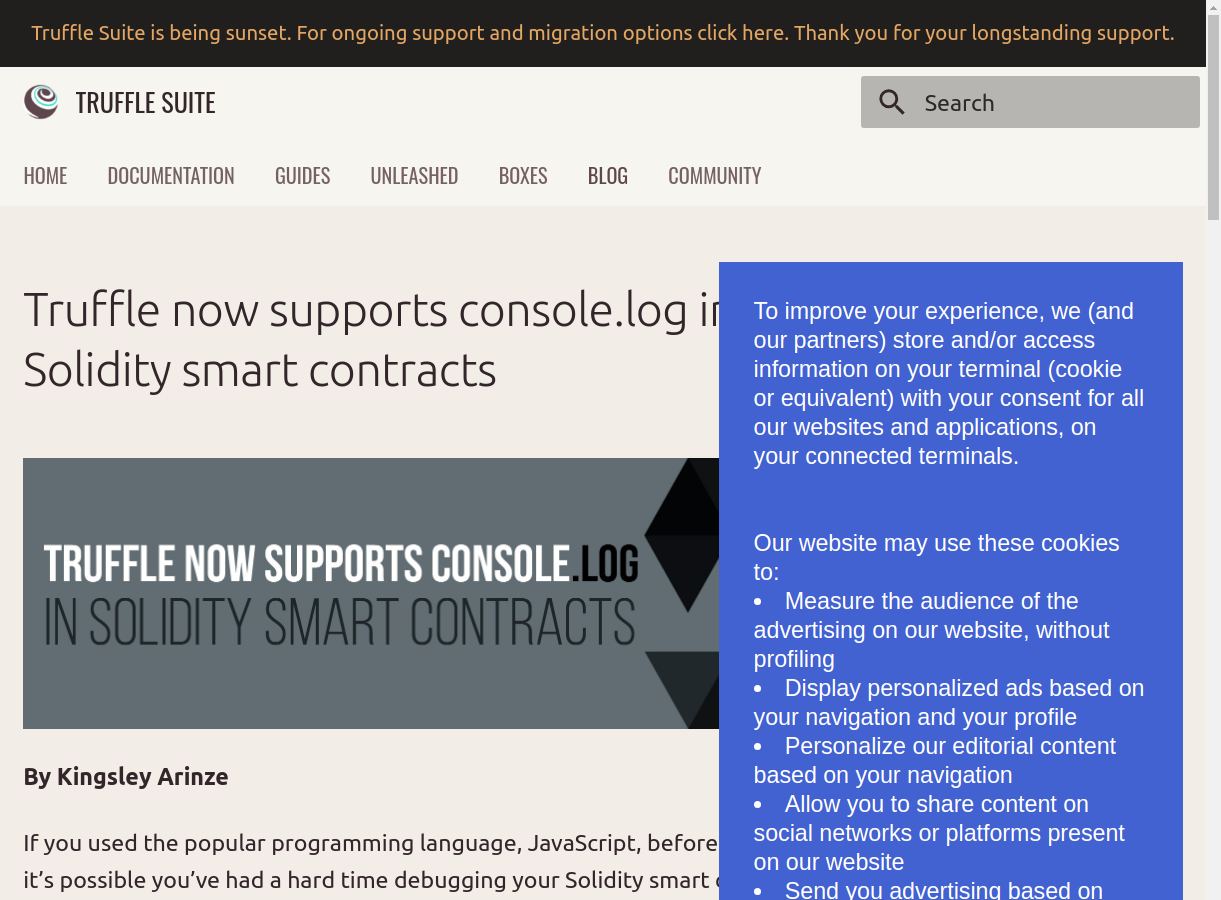 Truffle Suite is being sunset. For ongoing support and migration options click here. Thank you for your longstanding support.
TRUFFLE SUITE
Search
HOME DOCUMENTATION GUIDES UNLEASHED BOXES BLOG COMMUNITY
Truffle now supports console.log
Solidity smart contracts
TRUFFLE NOW SUPPORTS CONSOLE.LOG
IN SOLIDITY SMART CONTRACTS
By Kingsley Arinze
If you used the popular programming language, JavaScript, before
it’s possible you’ve had a hard time debugging your Solidity smart
To improve your experience, we (and
our partners) store and/or access
information on your terminal (cookie
or equivalent) with your consent for all
our websites and applications, on
your connected terminals.
Our website may use these cookies
to:
• Measure the audience of the
advertising on our website, without
profiling
• Display personalized ads based on
your navigation and your profile
• Personalize our editorial content
based on your navigation
• Allow you to share content on
social networks or platforms present
on our website
• Send you advertising based on